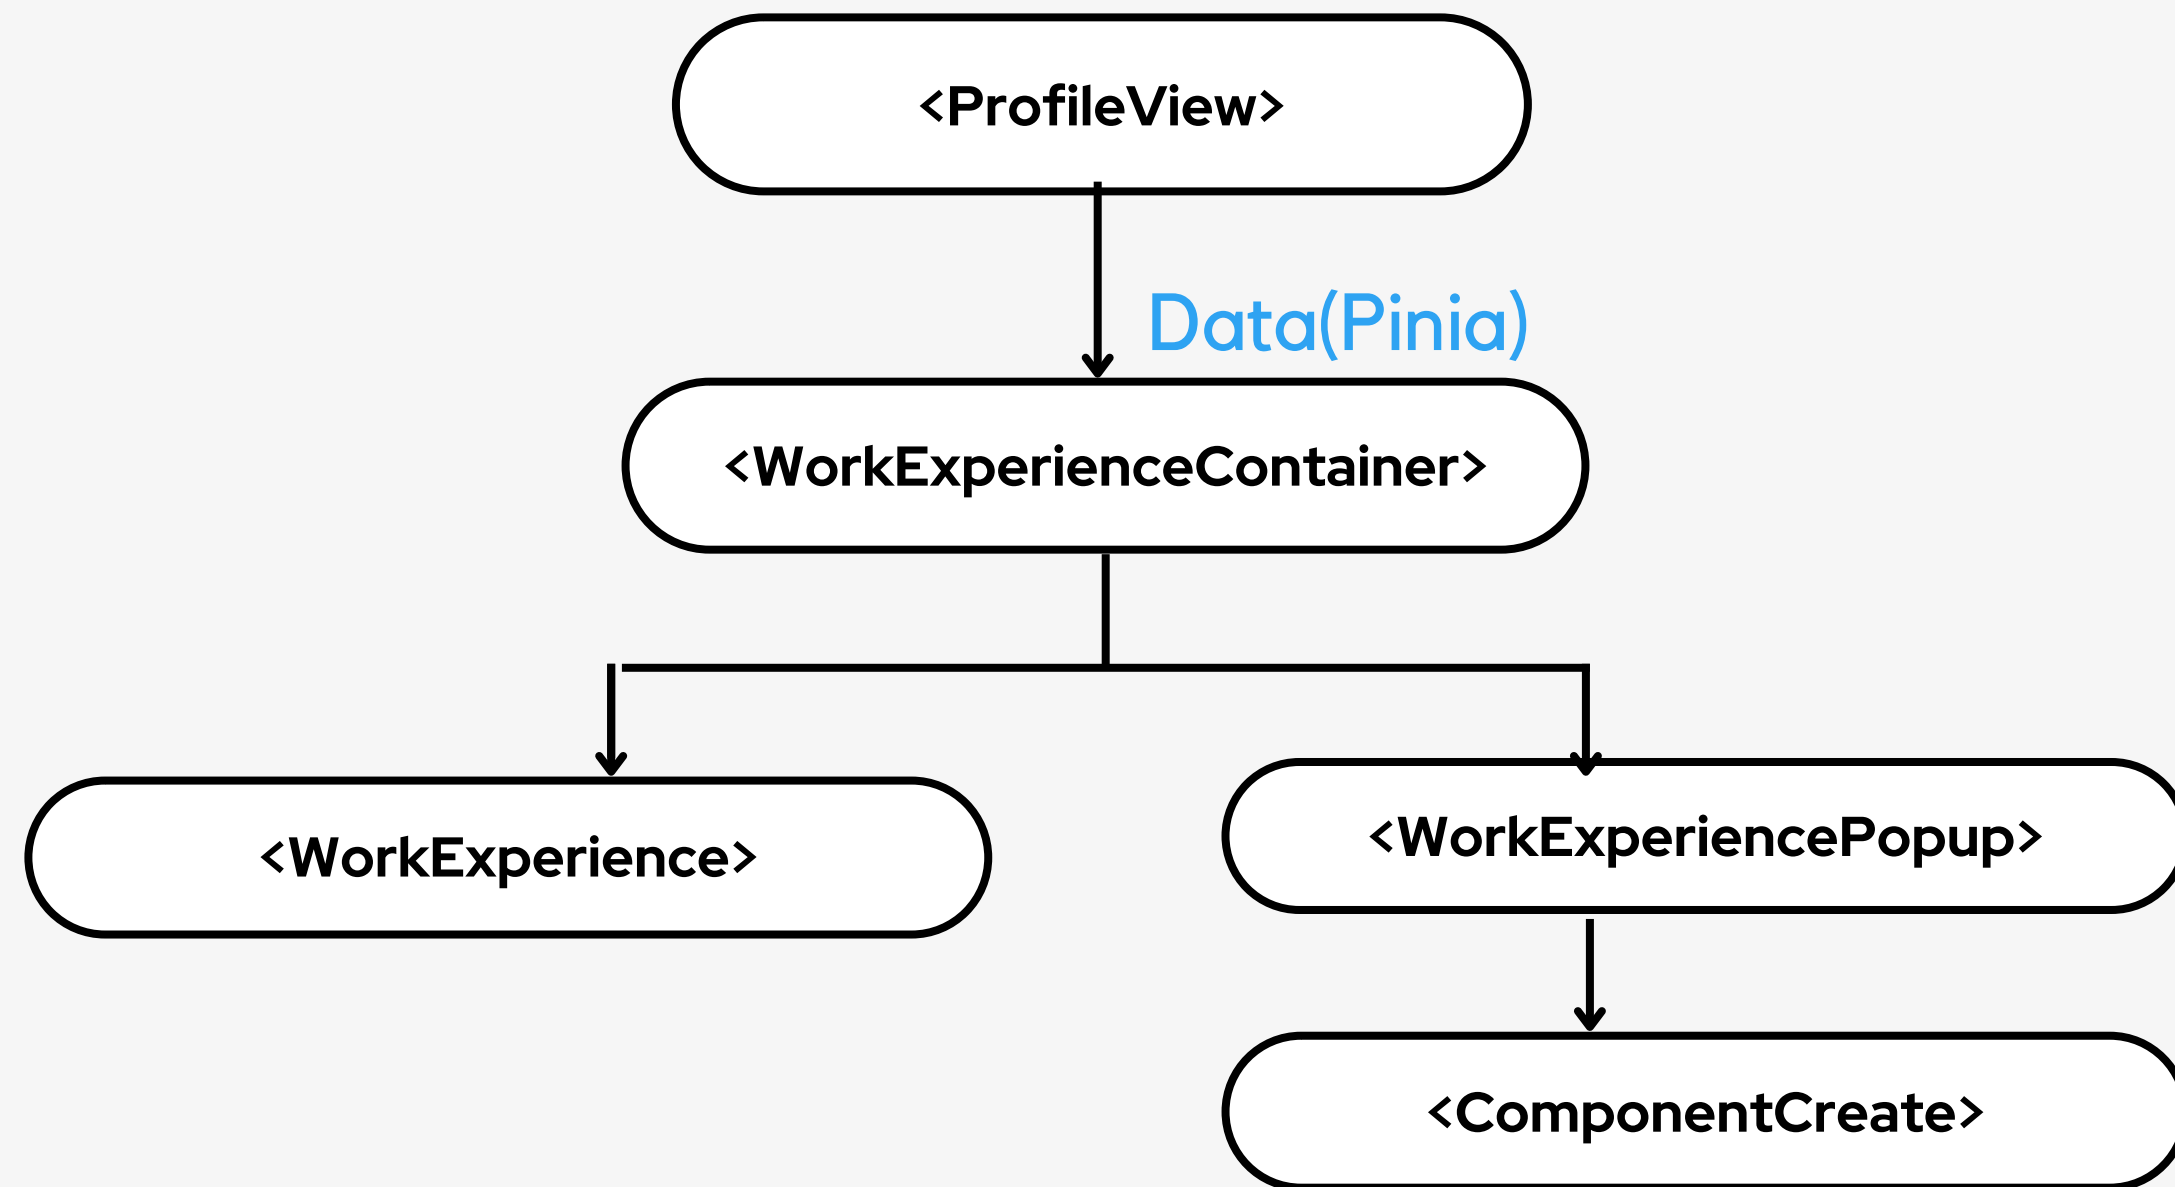 <ProfileView>
Data(Pinia)
<WorkExperienceContainer>
<WorkExperience>
<WorkExperiencePopup>
<ComponentCreate>